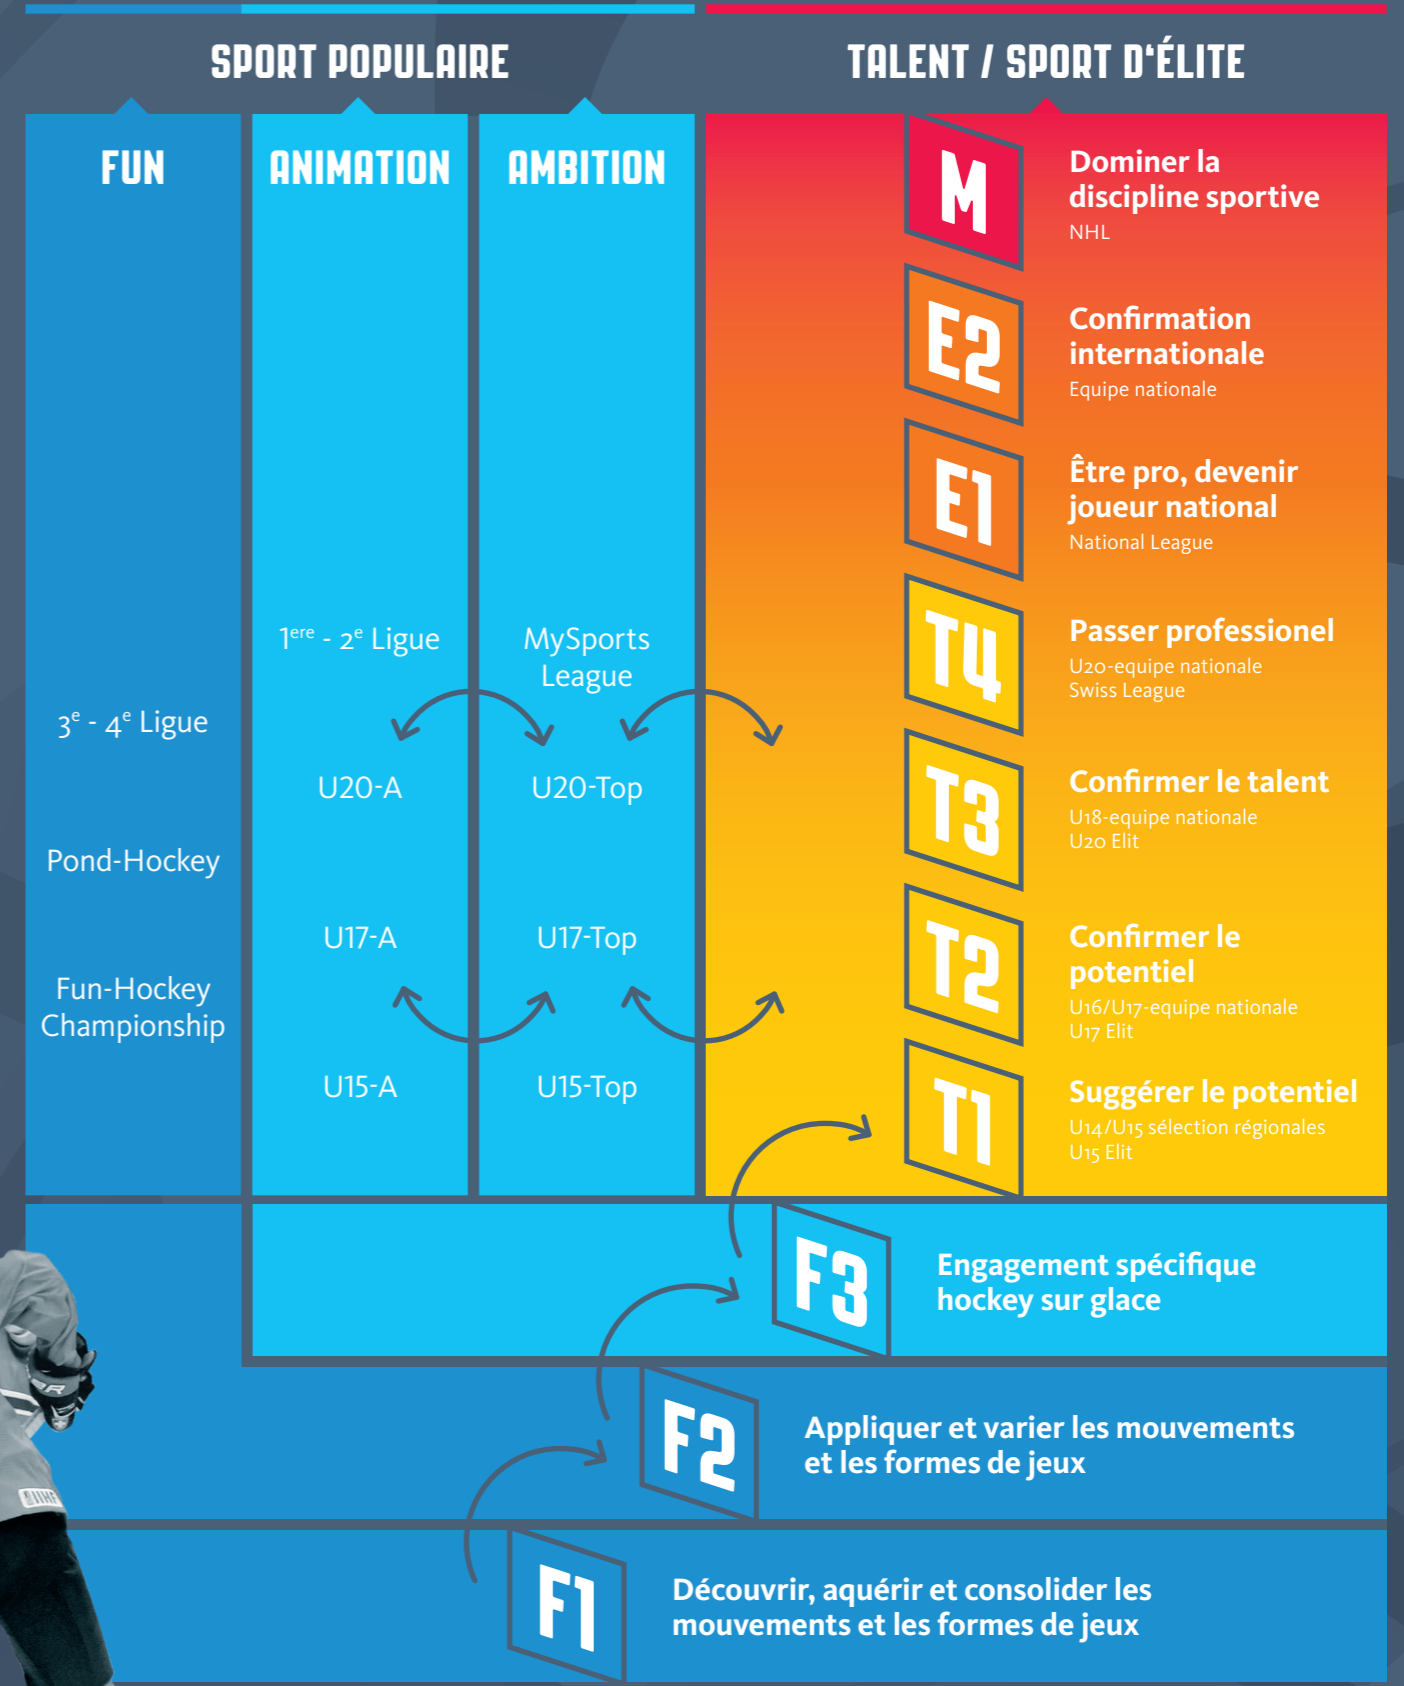 SPORT POPULAIRE
TALENT / SPORT D‘ÉLITE
FUN
ANIMATION
AMBITION
3e - 4e Ligue
Pond-Hockey
Fun-Hockey
Championship
1ere - 2e Ligue
U20-A
U17-A
U15-A
MySports
League
U20-Top
U17-Top
U15-Top
M
Dominer la
discipline sportive
NHL
E2
Confirmation
internationale
Equipe nationale
E1
Être pro, devenir
joueur national
National League
T4
Passer professionel
U20-equipe nationale
Swiss League
T3
Confirmer le talent
U18-equipe nationale
U20 Elit
T2
Confirmer le
potentiel
U16/U17-equipe nationale
U17 Elit
T1
Suggérer le potentiel
U14/U15 sélection régionales
U15 Elit
F3
Engagement spécifique
hockey sur glace
F2
Appliquer et varier les mouvements
et les formes de jeux
F1
Découvrir, aquérir et consolider les
mouvements et les formes de jeux
IIHF